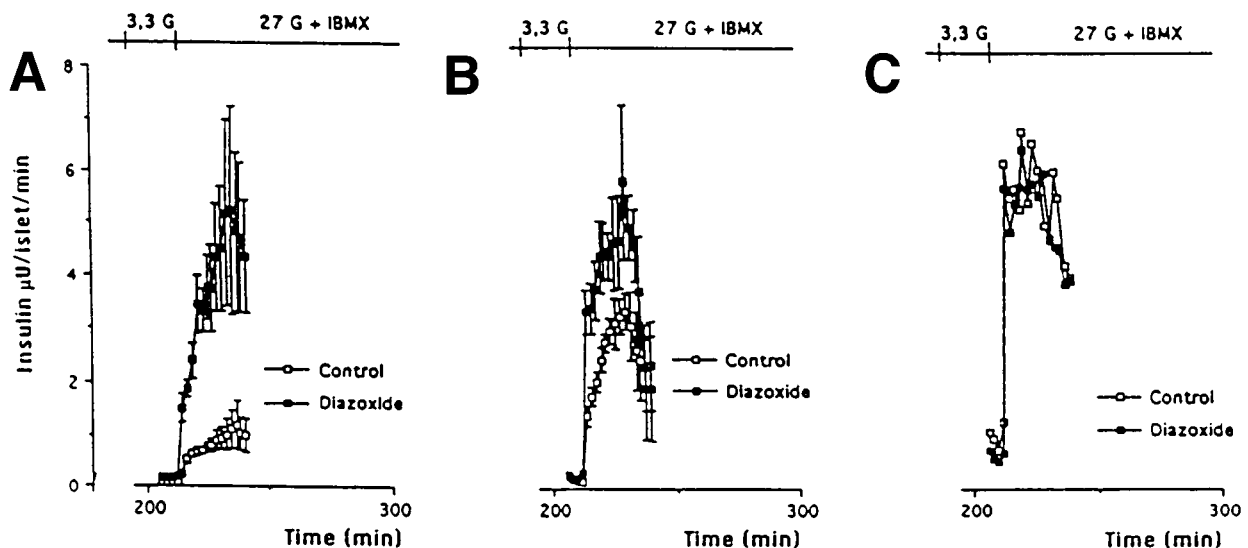 3,3 G 27 G + IBMX
3,3 G 27 G + IBMX
3,3 G 27 G + IBMX
A
B
C
Insulin µU/islet/min
8
6
4
2
0
Control
Diazoxide
Control
Diazoxide
Control
Diazoxide
200 300
200 300
200 300
Time (min)
Time (min)
Time (min)